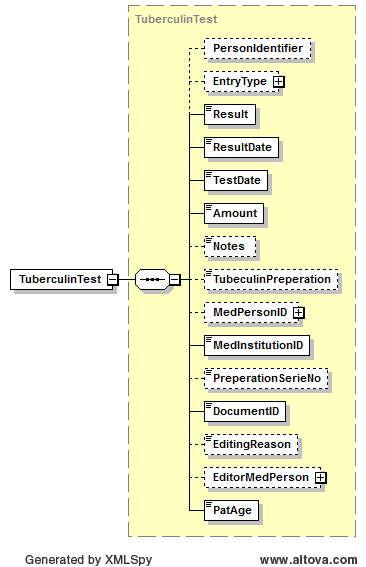 TuberculinTest
PersonIdentifier
EntryType
Result
ResultDate
TestDate
Amount
Notes
TuberculinTest
TubeculinPreperation
MedPersonID
MedInstitutionID
PreperationSerieNo
DocumentID
EditingReason
EditorMedPerson
PatAge
Generated by XMLSpy www.altova.com